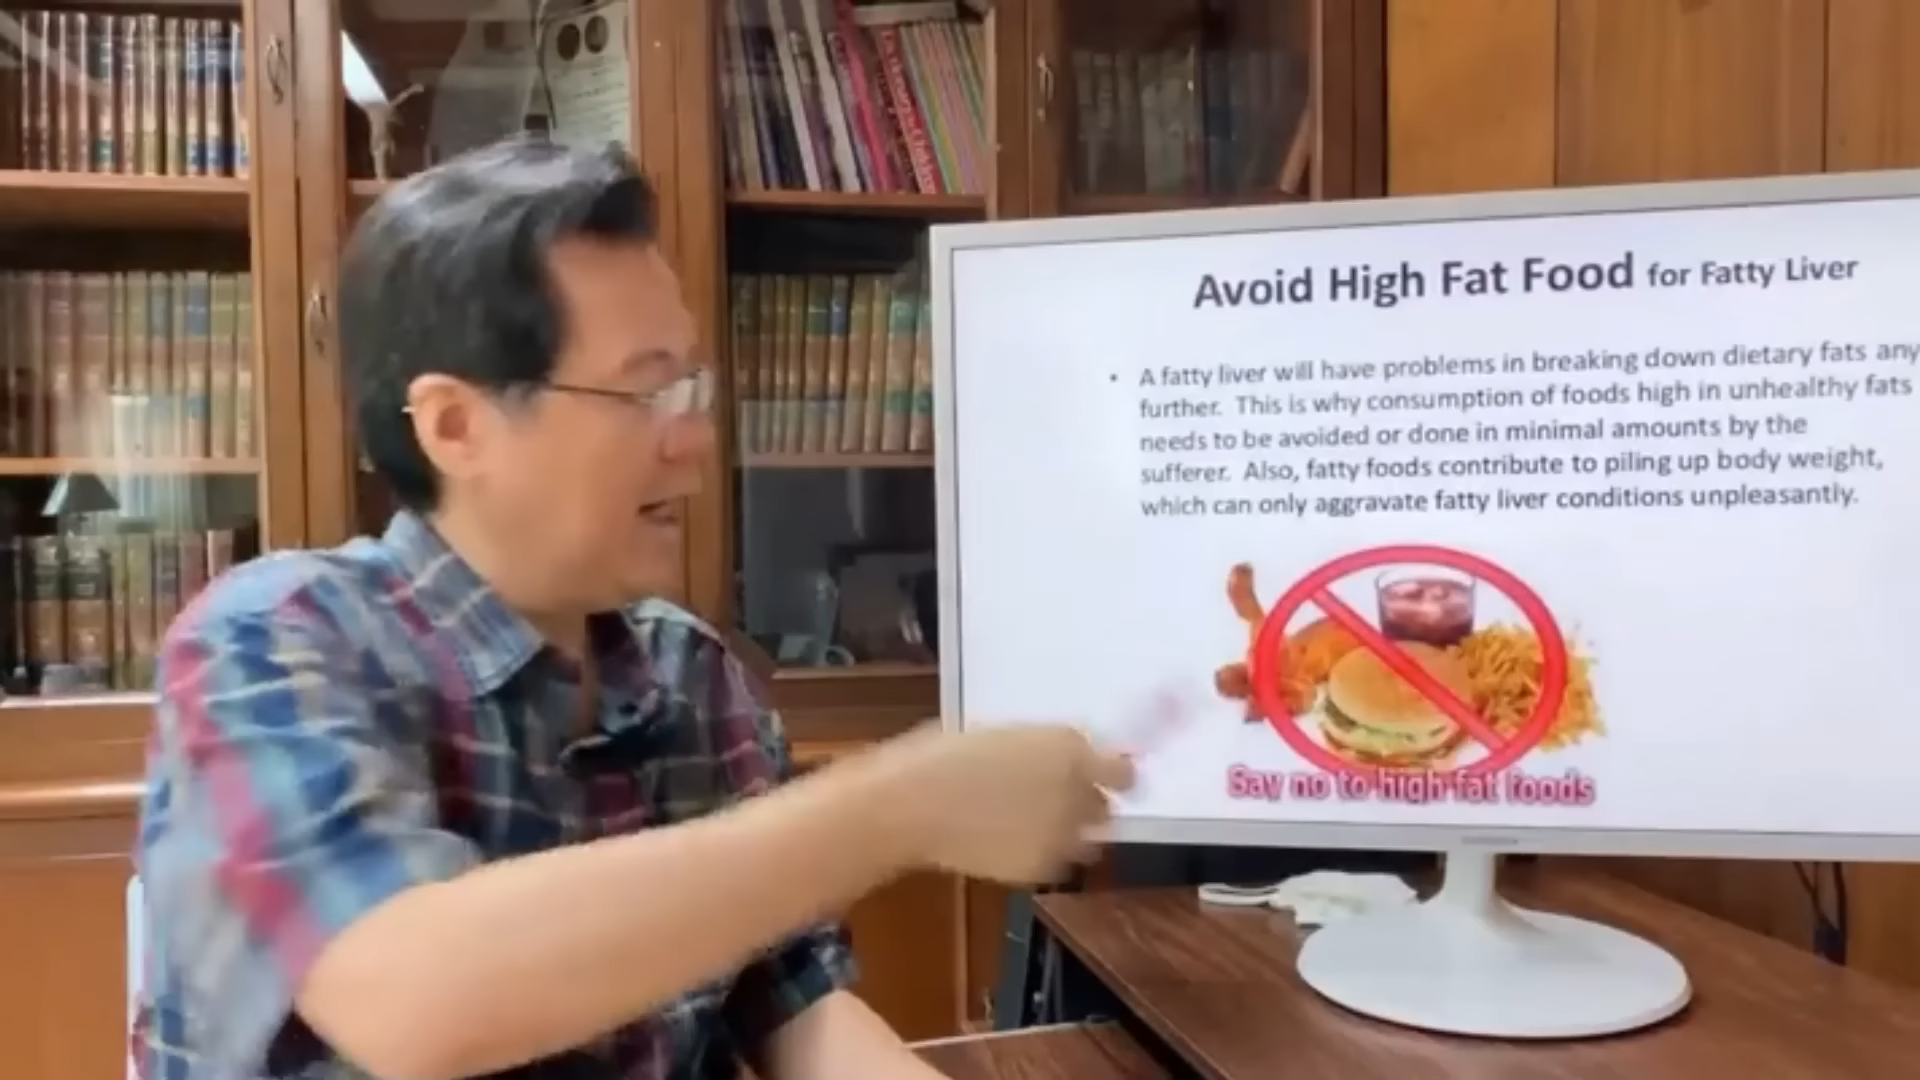 Avoid High Fat Food for Fatty Liver
• A fatty liver will have problems in breaking down dietary fats any
further. This is why consumption of foods high in unhealthy fats
needs to be avoided or done in minimal amounts by the
sufferer. Also, fatty foods contribute to piling up body weight,
which can only aggravate fatty liver conditions unpleasantly.
Say no to high fat foods